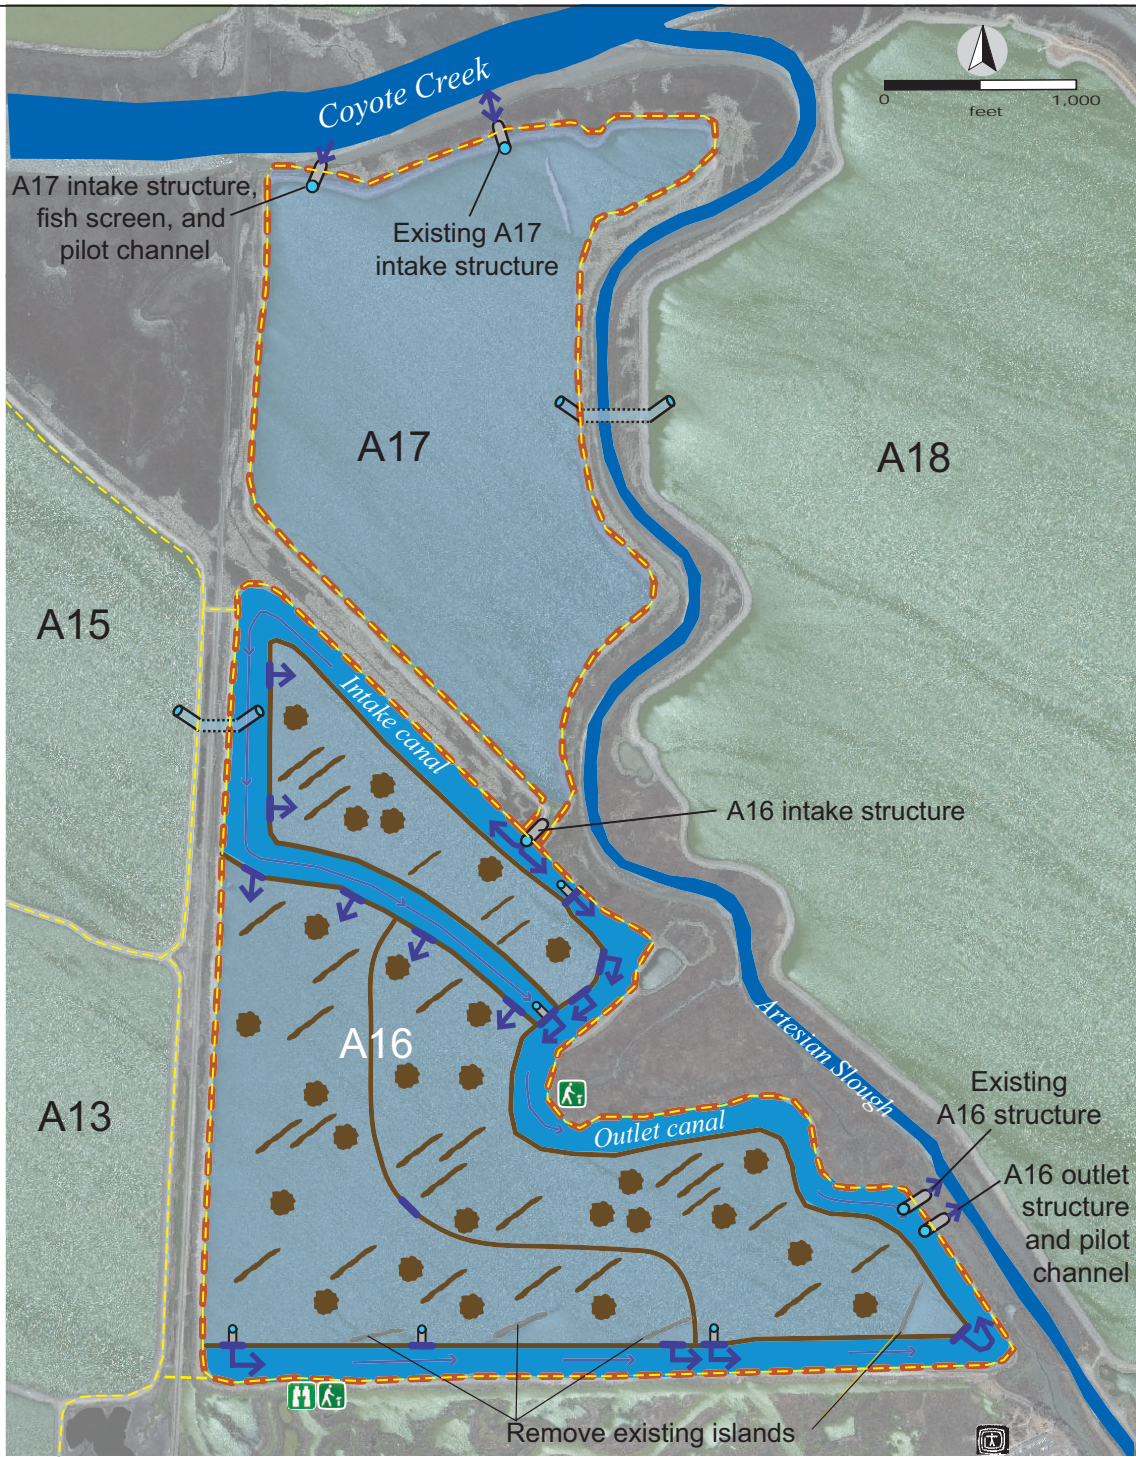 Coyote Creek
0
1,000
feet
A17 intake structure,
fish screen, and
pilot channel
Existing A17
intake structure
A17
A18
A15
Intake canal
A16 intake structure
A16
Artesian Slough
A13
Existing
A16 structure
Outlet canal
A16 outlet
structure
and pilot
channel
Remove existing islands